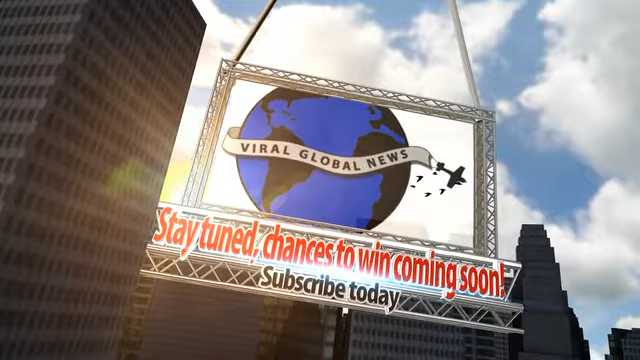 VIRAL GLOBAL NEWS
Stay tuned, chances to win coming soon!
Subscribe today